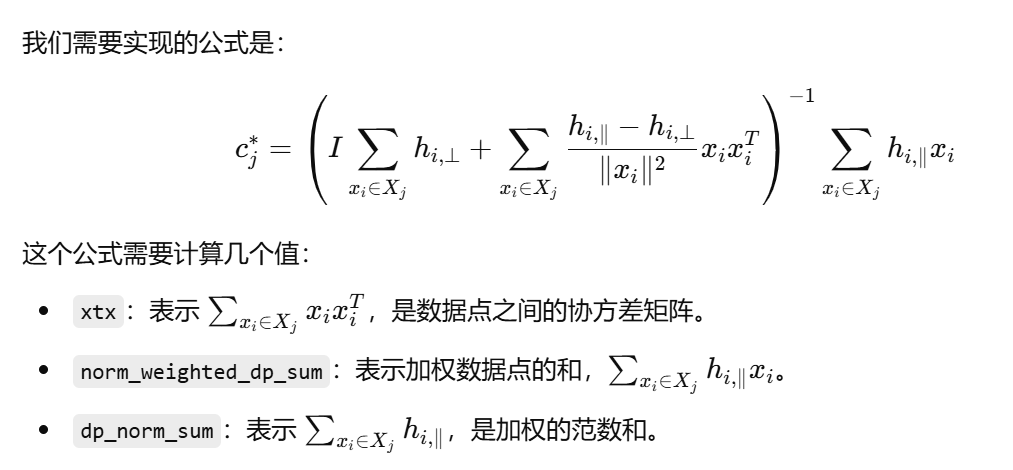 我们需要实现的公式是：
$$c_j^* = \left( I \sum_{x_i \in X_j} h_{i,\perp} + \sum_{x_i \in X_j} \frac{h_{i,\parallel} - h_{i,\perp}}{\|x_i\|^2} x_i x_i^T \right)^{-1} \sum_{x_i \in X_j} h_{i,\parallel} x_i$$
这个公式需要计算几个值：
• xtx：表示 $\sum_{x_i \in X_j} x_i x_i^T$，是数据点之间的协方差矩阵。
• norm_weighted_dp_sum：表示加权数据点的和，$\sum_{x_i \in X_j} h_{i,\parallel} x_i$。
• dp_norm_sum：表示 $\sum_{x_i \in X_j} h_{i,\parallel}$，是加权的范数和。